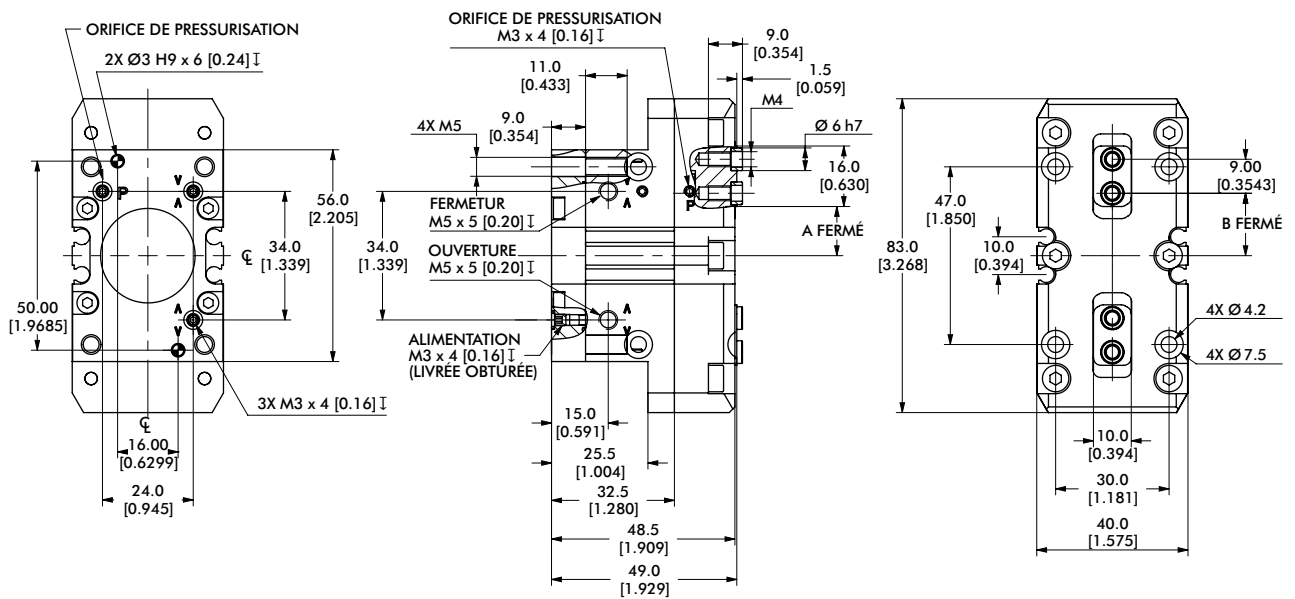 ORIFICE DE PRESSURISATION
2X Ø3 H9 x 6 [0.24]↧
P
V
A
50.00
[1.9685]
56.0
[2.205]
34.0
[1.339]
℄
A
V
3X M3 x 4 [0.16]↧
℄
16.00
[0.6299]
24.0
[0.945]
ORIFICE DE PRESSURISATION
M3 x 4 [0.16]↧
9.0
[0.354]
11.0
[0.433]
1.5
[0.059]
9.0
[0.354]
M4
4X M5
Ø 6 h7
16.0
[0.630]
V
A
P
FERMETUR
M5 x 5 [0.20]↧
A FERMÉ
34.0
[1.339]
OUVERTURE
M5 x 5 [0.20]↧
A
V
ALIMENTATION
M3 x 4 [0.16]↧
(LIVRÉE OBTURÉE)
15.0
[0.591]
25.5
[1.004]
32.5
[1.280]
48.5
[1.909]
49.0
[1.929]
9.00
[0.3543]
47.0
[1.850]
B FERMÉ
10.0
[0.394]
83.0
[3.268]
4X Ø 4.2
4X Ø 7.5
10.0
[0.394]
30.0
[1.181]
40.0
[1.575]